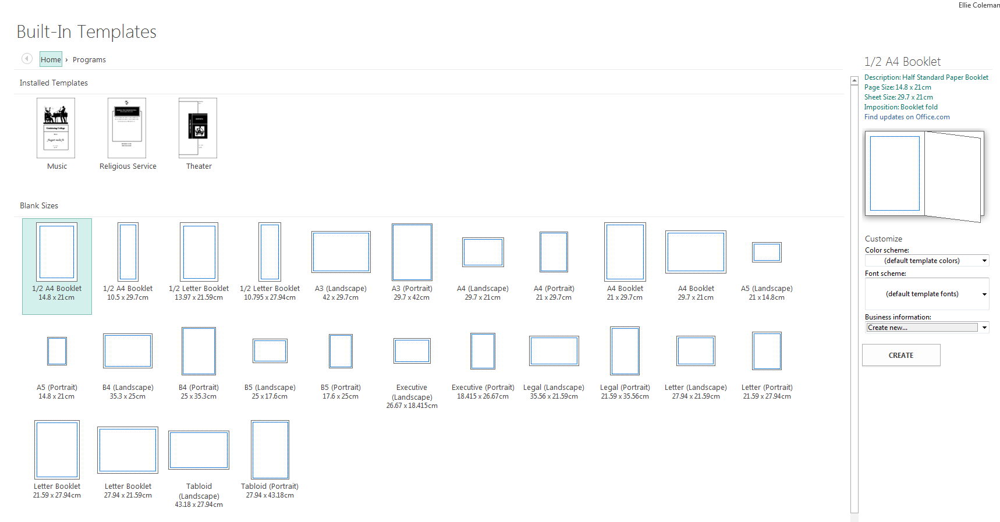 Ellie Coleman
Built-In Templates
Home › Programs
Installed Templates
Music
Religious Service
Theater
Blank Sizes
1/2 A4 Booklet
14.8 x 21cm
1/2 A4 Booklet
10.5 x 29.7cm
1/2 Letter Booklet
13.97 x 21.59cm
1/2 Letter Booklet
10.795 x 27.94cm
A3 (Landscape)
42 x 29.7cm
A3 (Portrait)
29.7 x 42cm
A4 (Landscape)
29.7 x 21cm
A4 (Portrait)
21 x 29.7cm
A4 Booklet
21 x 29.7cm
A4 Booklet
29.7 x 21cm
A5 (Landscape)
21 x 14.8cm
A5 (Portrait)
14.8 x 21cm
B4 (Landscape)
35.3 x 25cm
B4 (Portrait)
25 x 35.3cm
B5 (Landscape)
25 x 17.6cm
B5 (Portrait)
17.6 x 25cm
Executive
(Landscape)
26.67 x 18.415cm
Executive (Portrait)
18.415 x 26.67cm
Legal (Landscape)
35.56 x 21.59cm
Legal (Portrait)
21.59 x 35.56cm
Letter (Landscape)
27.94 x 21.59cm
Letter (Portrait)
21.59 x 27.94cm
Letter Booklet
21.59 x 27.94cm
Letter Booklet
27.94 x 21.59cm
Tabloid
(Landscape)
43.18 x 27.94cm
Tabloid (Portrait)
27.94 x 43.18cm
1/2 A4 Booklet
Description: Half Standard Paper Booklet
Page Size: 14.8 x 21cm
Sheet Size: 29.7 x 21cm
Imposition: Booklet fold
Find updates on Office.com
Customize
Color scheme:
(default template colors)
Font scheme:
(default template fonts)
Business information:
Create new...
CREATE